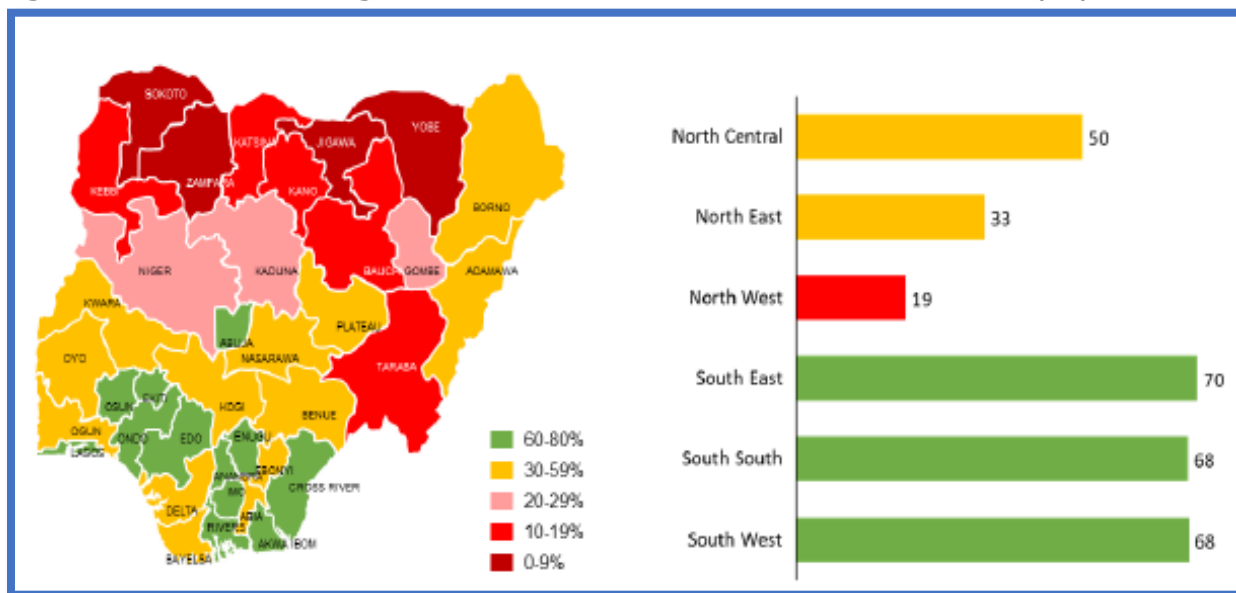 SOKOTO
YOBE
KATSINA
JIGAWA
KEBBI
ZAMFARA
KANO
BORNO
NIGER
KADUNA
BAUCHI
GOMBE
ADAMAWA
KWARA
ABUJA
PLATEAU
OYO
NASARAWA
TARABA
OSUN
EKITI
KOGI
BENUE
OGUN
ONDO
EDO
ENUGU
LAGOS
ANAMBRA
EBONYI
IMO
CROSS RIVER
DELTA
ABIA
RIVERS
AKWA IBOM
BAYELSA
60-80%
30-59%
20-29%
10-19%
0-9%
North Central
50
North East
33
North West
19
South East
70
South South
68
South West
68